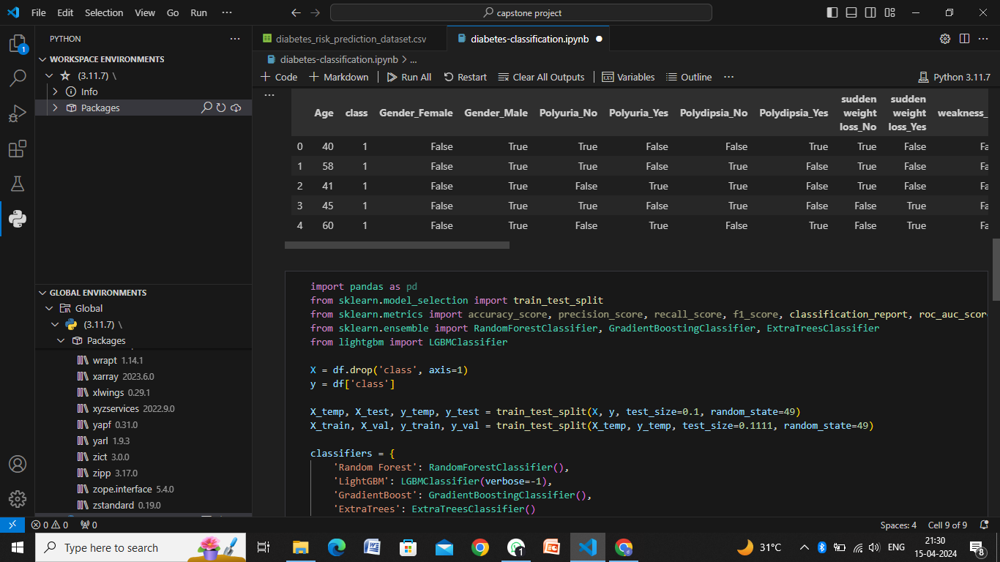 File Edit Selection View Go Run ···
capstone project
PYTHON ···
WORKSPACE ENVIRONMENTS
(3.11.7) \
Info
Packages
GLOBAL ENVIRONMENTS
Global
(3.11.7) \
Packages
wrapt 1.14.1
xarray 2023.6.0
xlwings 0.29.1
xyzservices 2022.9.0
yapf 0.31.0
yarl 1.9.3
zict 3.0.0
zipp 3.17.0
zope.interface 5.4.0
zstandard 0.19.0
1
diabetes_risk_prediction_dataset.csv diabetes-classification.ipynb
diabetes-classification.ipynb > ...
+ Code + Markdown Run All Restart Clear All Outputs Variables Outline ··· Python 3.11.7
Age class Gender_Female Gender_Male Polyuria_No Polyuria_Yes Polydipsia_No Polydipsia_Yes sudden weight loss_No sudden weight loss_Yes weakness_
0 40 1 False True True False False True True False Fa
1 58 1 False True True False True False True False Fa
2 41 1 False True False True True False True False Fa
3 45 1 False True True False True False False True Fa
4 60 1 False True False True False True False True Fa
import pandas as pd
from sklearn.model_selection import train_test_split
from sklearn.metrics import accuracy_score, precision_score, recall_score, f1_score, classification_report, roc_auc_scor
from sklearn.ensemble import RandomForestClassifier, GradientBoostingClassifier, ExtraTreesClassifier
from lightgbm import LGBMClassifier
X = df.drop('class', axis=1)
y = df['class']
X_temp, X_test, y_temp, y_test = train_test_split(X, y, test_size=0.1, random_state=49)
X_train, X_val, y_train, y_val = train_test_split(X_temp, y_temp, test_size=0.1111, random_state=49)
classifiers = {
'Random Forest': RandomForestClassifier(),
'LightGBM': LGBMClassifier(verbose=-1),
'GradientBoost': GradientBoostingClassifier(),
'ExtraTrees': ExtraTreesClassifier()
0 0 0 Spaces: 4 Cell 9 of 9
Type here to search 1 31°C ENG 21:30
15-04-2024 8